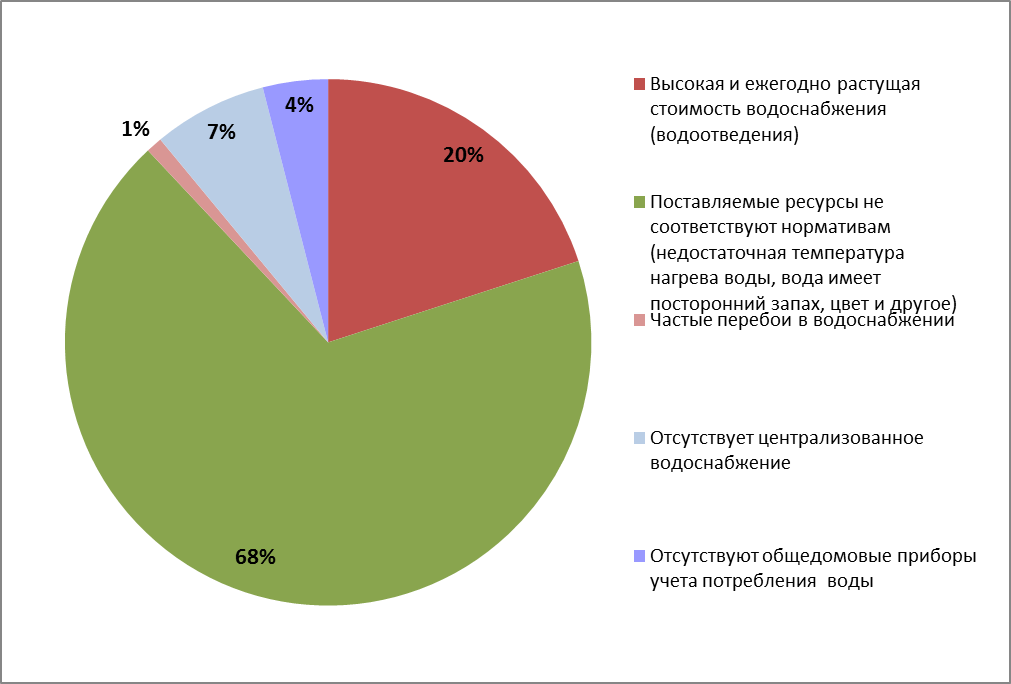 1%
7%
4%
20%
68%
Высокая и ежегодно растущая
стоимость водоснабжения
(водоотведения)
Поставляемые ресурсы не
соответствуют нормативам
(недостаточная температура
нагрева воды, вода имеет
посторонний запах, цвет и другое)
Частые перебои в водоснабжении
Отсутствует централизованное
водоснабжение
Отсутствуют общедомовые приборы
учета потребления  воды